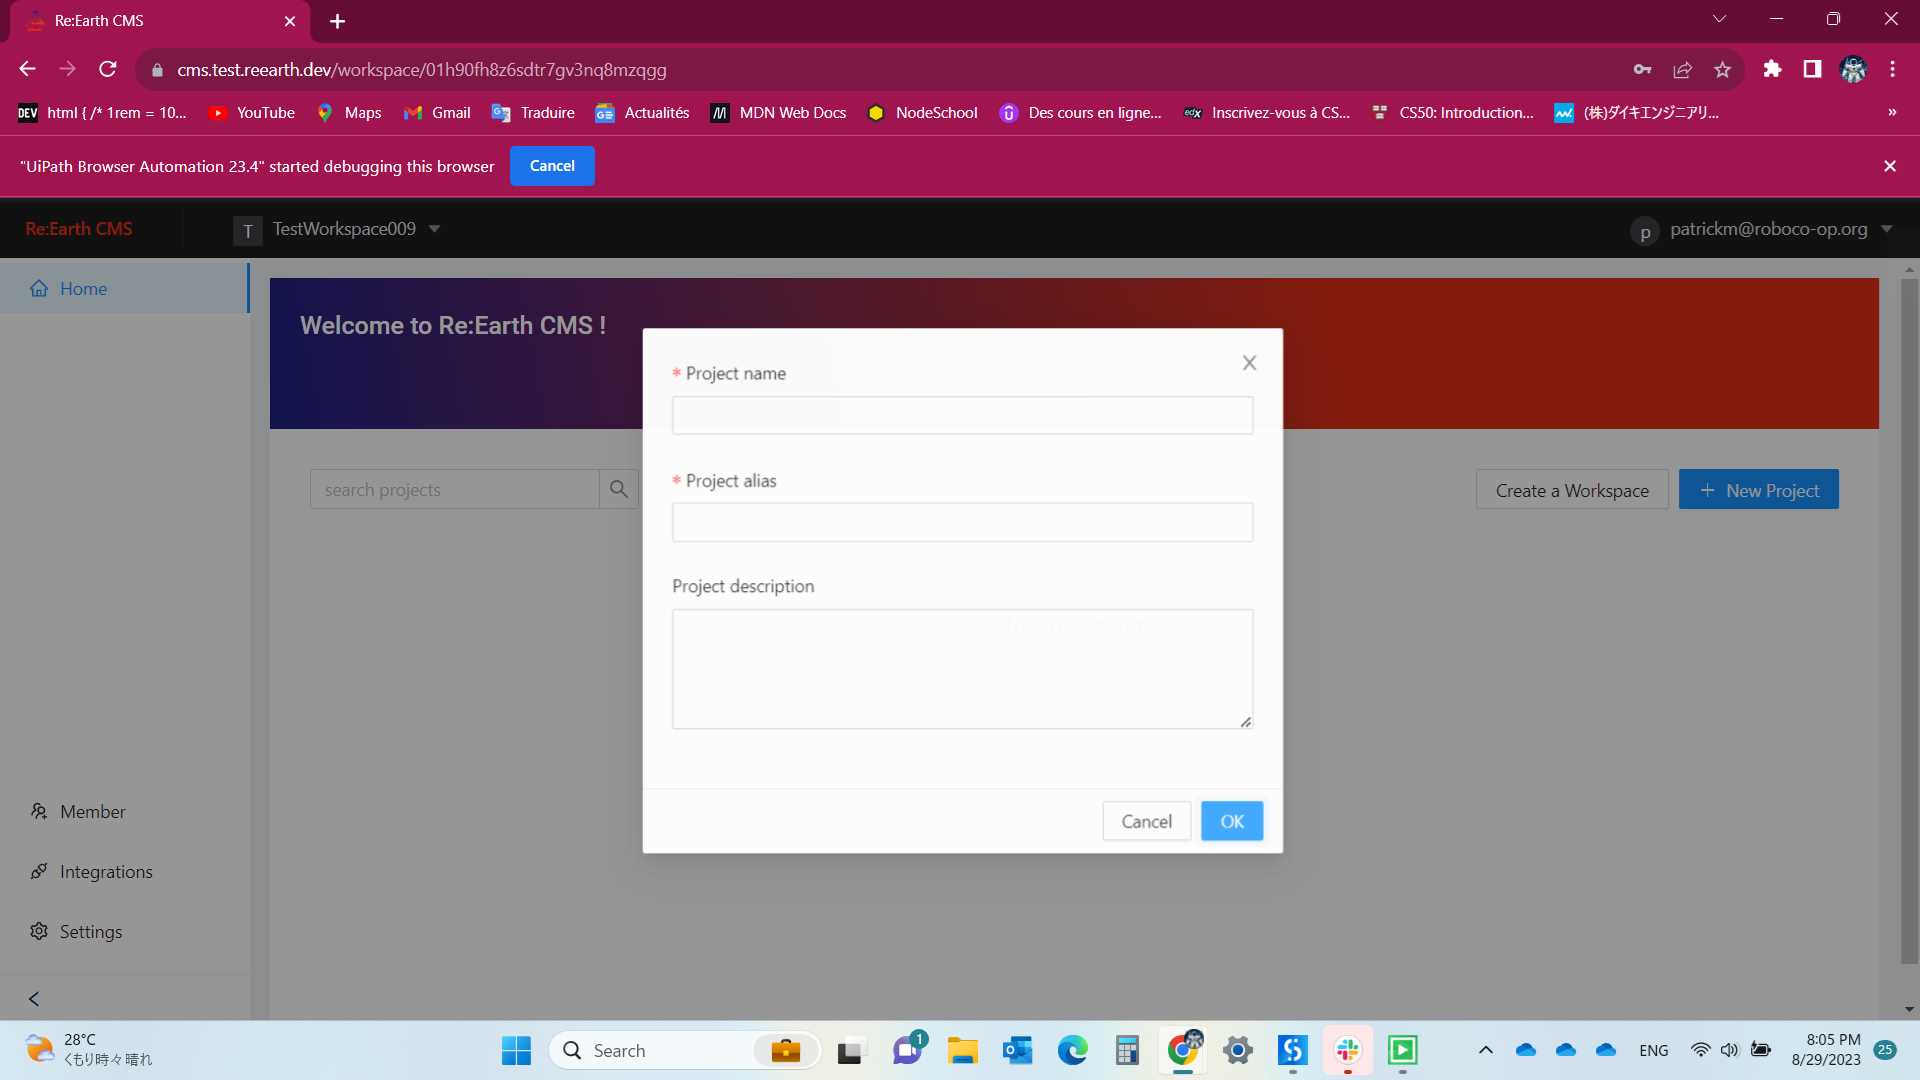 Re:Earth CMS
cms.test.reearth.dev/workspace/01h90fh8z6sdtr7gv3nq8mzqgg
DEV html { /* 1rem = 10... YouTube Maps Gmail Traduire Actualités MDN Web Docs NodeSchool Des cours en ligne... edX Inscrivez-vous à CS... CS50: Introduction... (株)ダイキエンジニアリ... »
"UiPath Browser Automation 23.4" started debugging this browser Cancel
Re:Earth CMS T TestWorkspace009 p patrickm@roboco-op.org
Home
Welcome to Re:Earth CMS !
* Project name
search projects
* Project alias
Create a Workspace + New Project
Project description
Member
Cancel OK
Integrations
Settings
28°C
くもり時々晴れ
Search
1
ENG
8:05 PM
8/29/2023
25